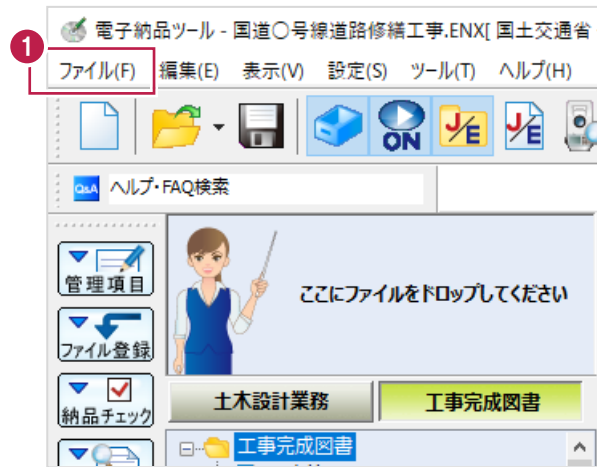 電子納品ツール - 国道〇号線道路修繕工事.ENX[ 国土交通省
1
ファイル(F) 編集(E) 表示(V) 設定(S) ツール(T) ヘルプ(H)
ON J/E J/E
Q&A ヘルプ・FAQ検索
管理項目
ここにファイルをドロップしてください
ファイル登録
納品チェック
土木設計業務 工事完成図書
工事完成図書